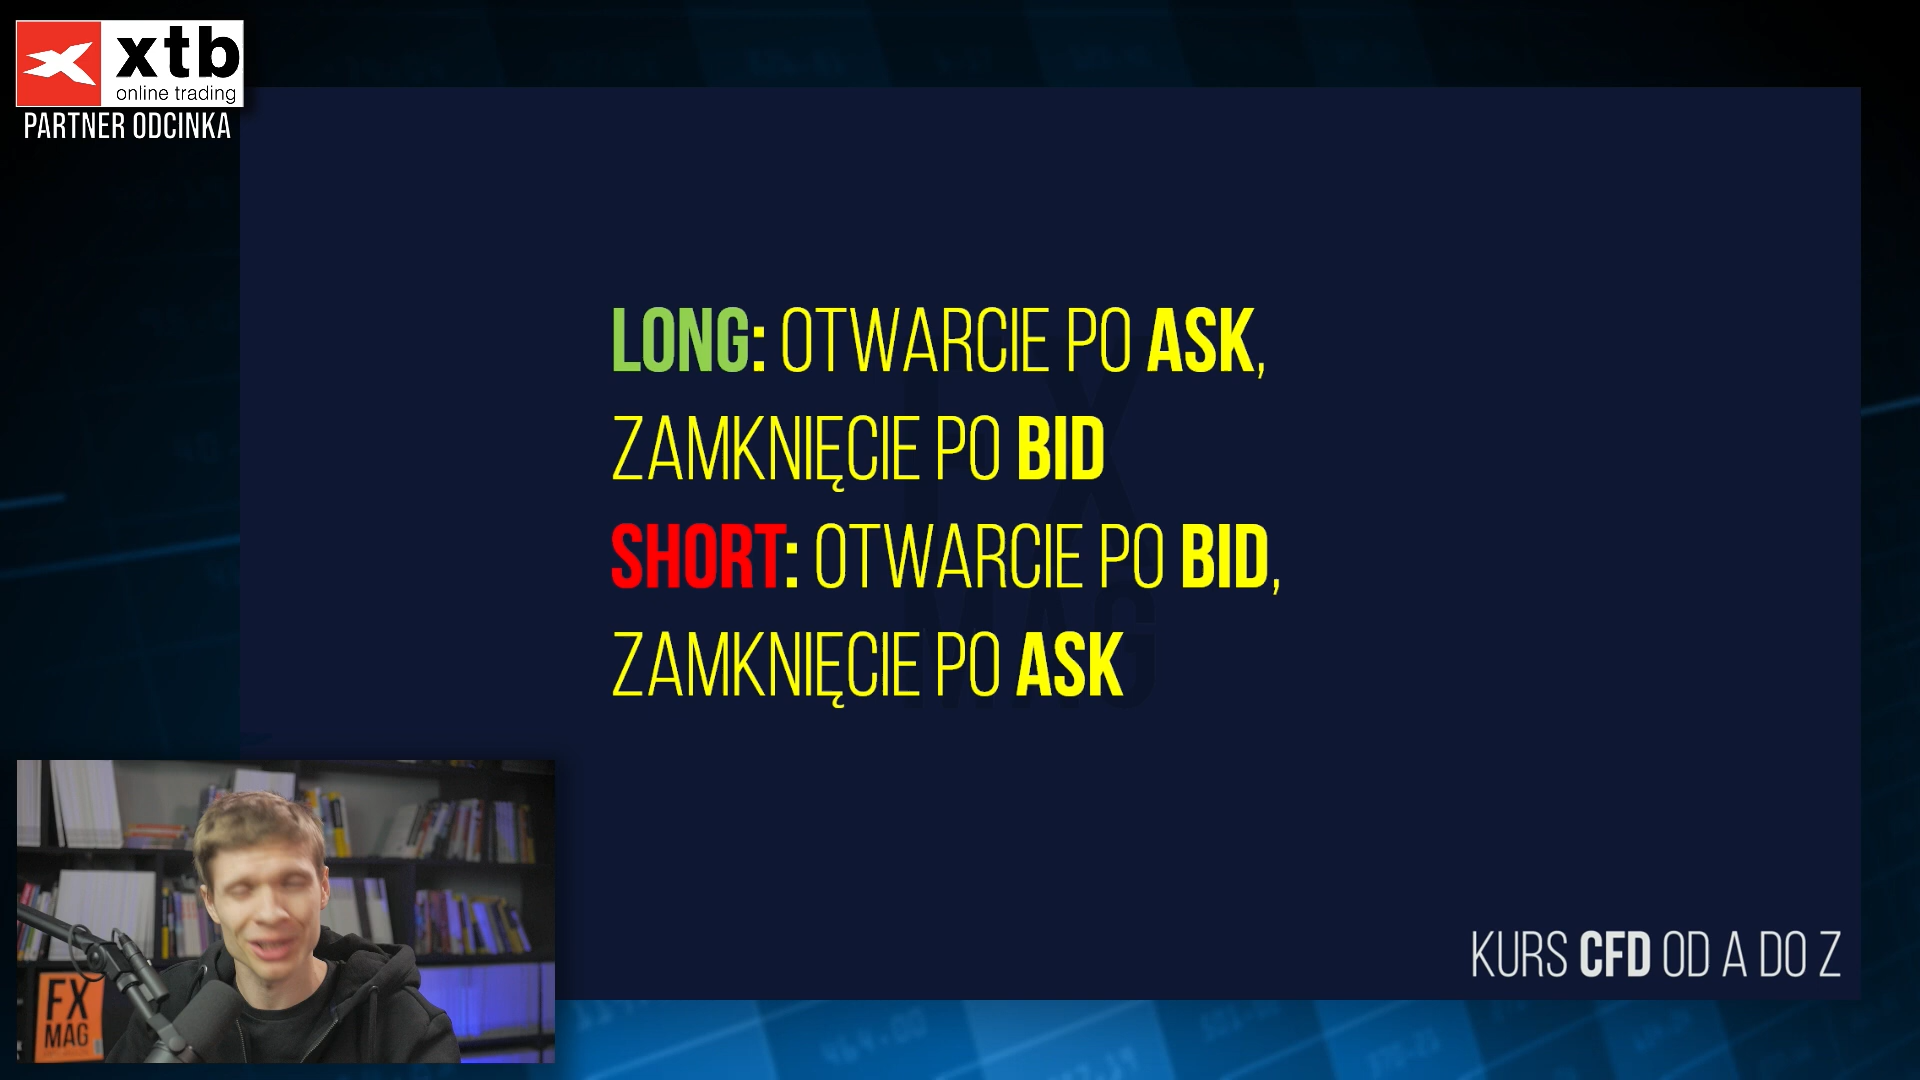 xtb
online trading
PARTNER ODCINKA
LONG: OTWARCIE PO ASK,
ZAMKNIĘCIE PO BID
SHORT: OTWARCIE PO BID,
ZAMKNIĘCIE PO ASK
FX
MAG
KURS CFD OD A DO Z